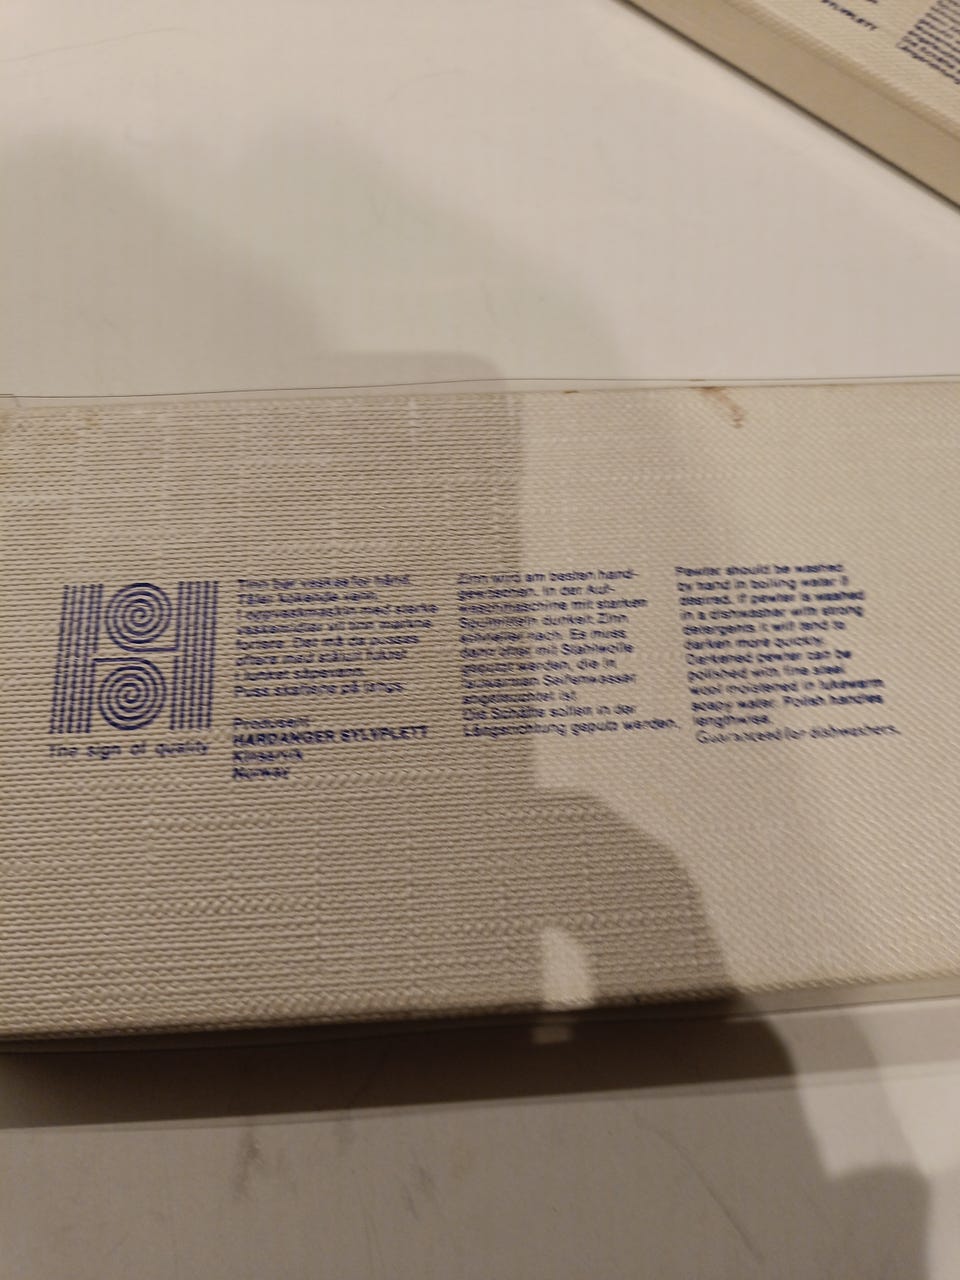 The sign of quality
Tinn bør vaskes for hånd.
Tåler kokende vann.
I oppvaskmaskin med sterke
vaskemidler vil tinn mørkne
fortere. Det må da pusses
oftere med stålull fuktet
i lunket såpevann.
Puss skaftene på langs.
Produsent:
HARDANGER SYLVPLETT
Kinsarvik
Norway
Zinn wird am besten hand-
gewaschen. In der Auf-
waschmaschine mit starken
Spülmitteln dunkelt Zinn
schneller nach. Es muss
dann öfter mit Stahlwolle
geputzt werden, die in
lauwarmen Seifenwasser
angefeuchtet ist.
Die Schäfte sollen in der
Längsrichtung geputz werden.
Pewter should be washed
by hand in boiling water if
desired. If pewter is washed
in a dishwasher with strong
detergents it will tend to
darken more quickly.
Darkened pewter can be
polished with fine steel
wool moistened in lukewarm
soapy water. Polish handles
lengthwise.
Guaranteed for dishwashers.